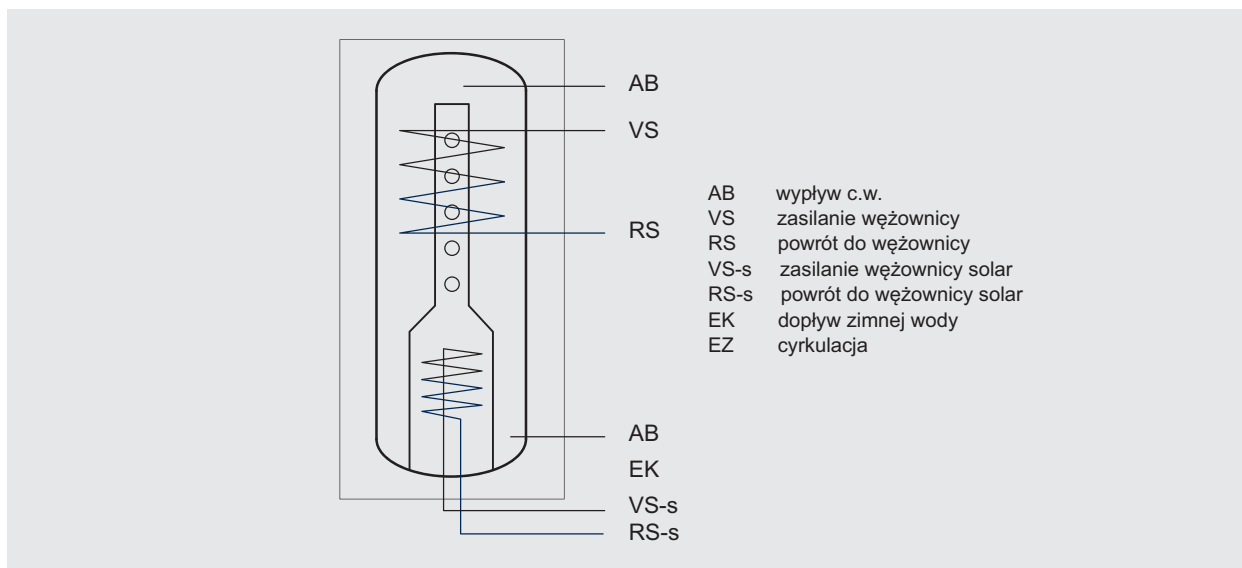 AB
VS
RS
AB
EK
VS-s
RS-s
AB wypływ c.w.
VS zasilanie wężownicy
RS powrót do wężownicy
VS-s zasilanie wężownicy solar
RS-s powrót do wężownicy solar
EK dopływ zimnej wody
EZ cyrkulacja